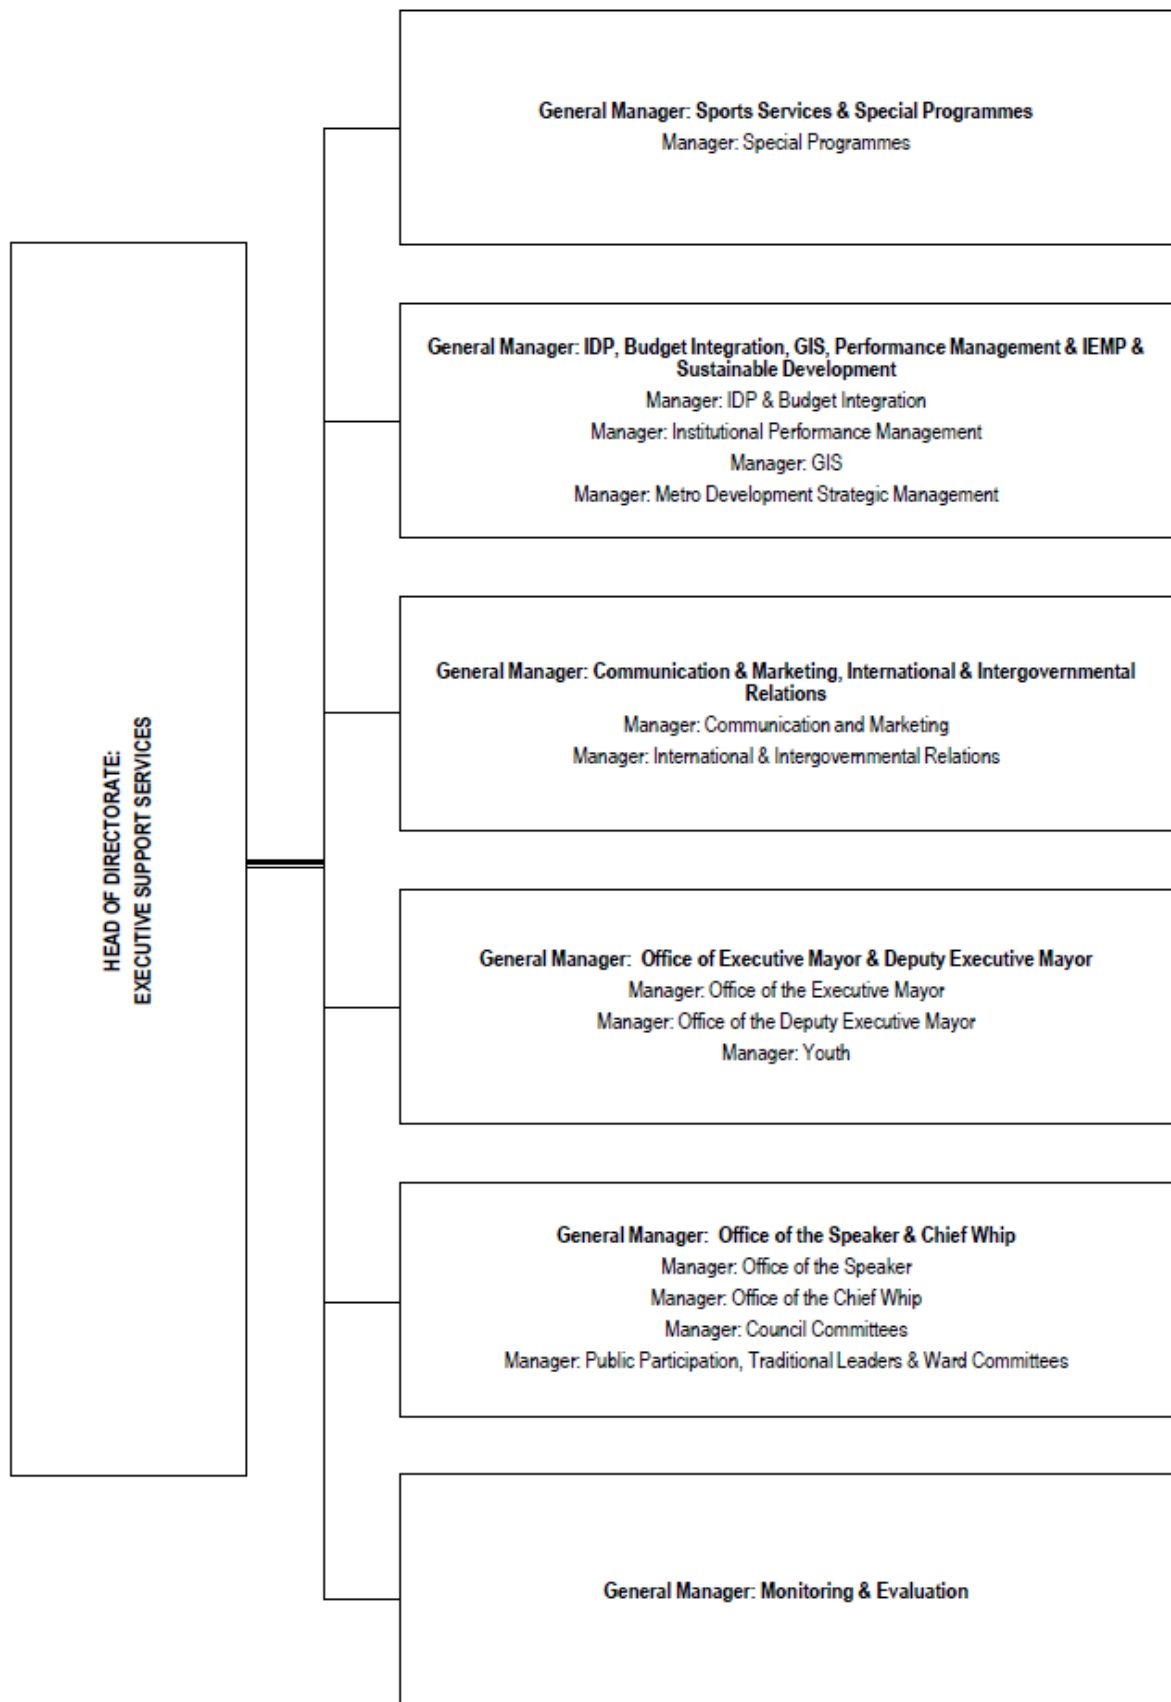 HEAD OF DIRECTORATE:
EXECUTIVE SUPPORT SERVICES
General Manager: Sports Services & Special Programmes
Manager: Special Programmes
General Manager: IDP, Budget Integration, GIS, Performance Management & IEMP &
Sustainable Development
Manager: IDP & Budget Integration
Manager: Institutional Performance Management
Manager: GIS
Manager: Metro Development Strategic Management
General Manager: Communication & Marketing, International & Intergovernmental
Relations
Manager: Communication and Marketing
Manager: International & Intergovernmental Relations
General Manager:  Office of Executive Mayor & Deputy Executive Mayor
Manager: Office of the Executive Mayor
Manager: Office of the Deputy Executive Mayor
Manager: Youth
General Manager:  Office of the Speaker & Chief Whip
Manager: Office of the Speaker
Manager: Office of the Chief Whip
Manager: Council Committees
Manager: Public Participation, Traditional Leaders & Ward Committees
General Manager: Monitoring & Evaluation